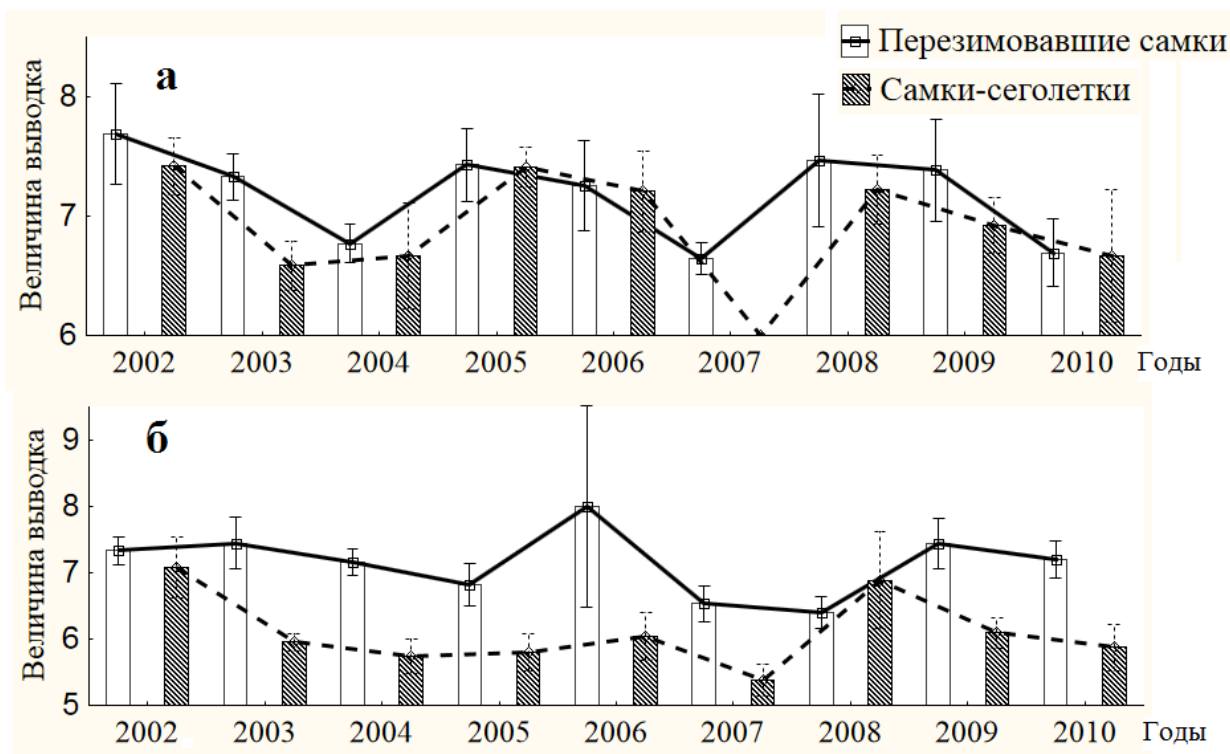 Перезимовавшие самки
Самки-сеголетки
а
Величина выводка
8
7
6
2002 2003 2004 2005 2006 2007 2008 2009 2010 Годы
б
Величина выводка
9
8
7
6
5
2002 2003 2004 2005 2006 2007 2008 2009 2010 Годы